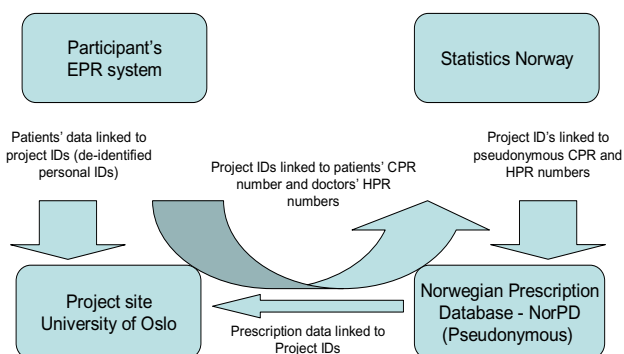 Participant's
EPR system
Statistics Norway
Patients' data linked to
project IDs (de-identified
personal IDs)
Project IDs linked to patients' CPR
number and doctors' HPR
numbers
Project ID's linked to
pseudonymous CPR and
HPR numbers
Project site
University of Oslo
Norwegian Prescription
Database - NorPD
(Pseudonymous)
Prescription data linked to
Project IDs